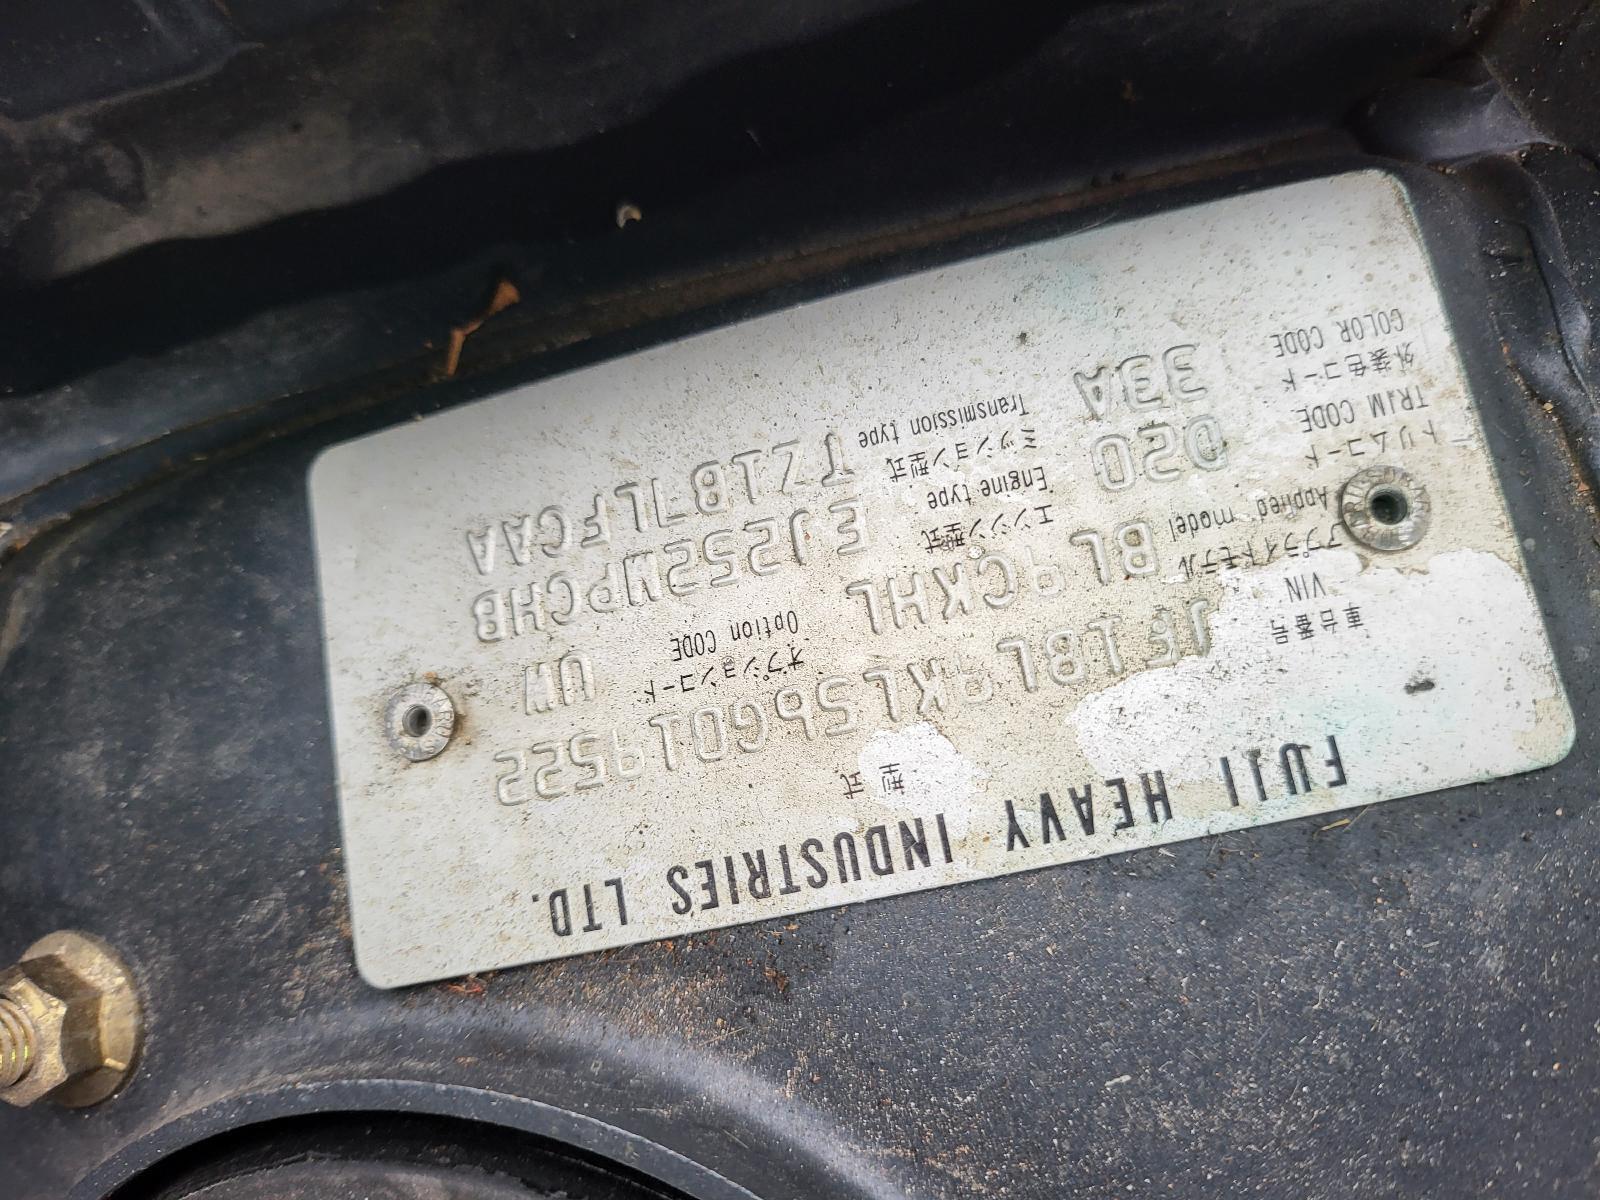 FUJI HEAVY INDUSTRIES LTD.
型式
車台番号
VIN
JF1BL9KL56G019522
アプライドモデル
Applied model
BL9CKHL
オプションコード
Option CODE
UW
エンジン型式
Engine type
EJ252MPCHB
トリムコード
TRIM CODE
D20
ミッション型式
Transmission type
TZ1B7LFCAA
外装色コード
COLOR CODE
33A